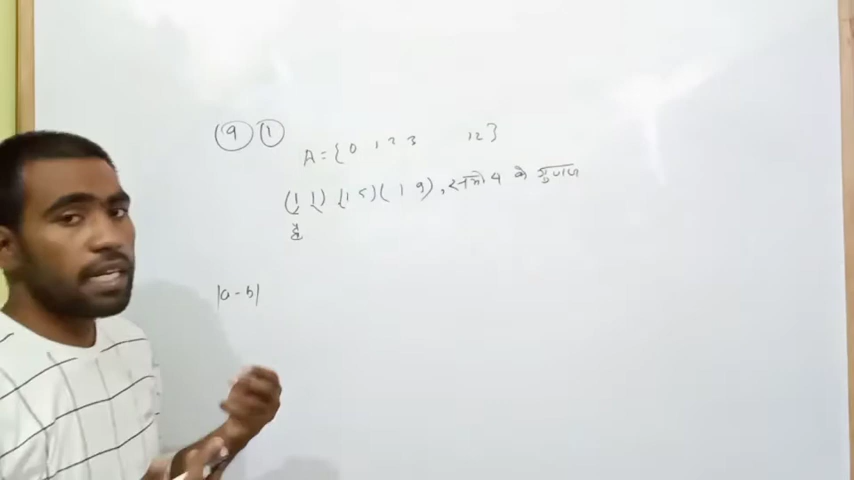 (9) (1)
A = { 0 1 2 3 12 }
(1 1) (1 5) (1 9), सभी 4 के गुणज
है
|a - b|